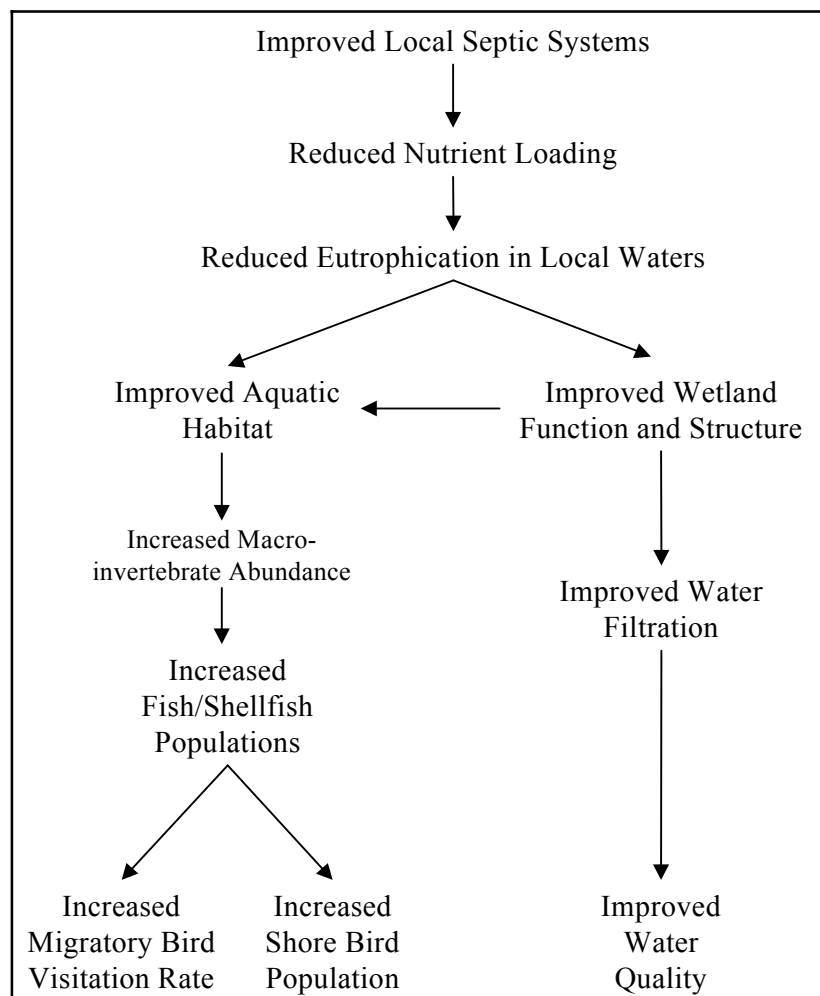 Improved Local Septic Systems
Reduced Nutrient Loading
Reduced Eutrophication in Local Waters
Improved Aquatic
Habitat
Improved Wetland
Function and Structure
Increased Macro-
invertebrate Abundance
Improved Water
Filtration
Increased
Fish/Shellfish
Populations
Increased
Migratory Bird
Visitation Rate
Increased
Shore Bird
Population
Improved
Water
Quality